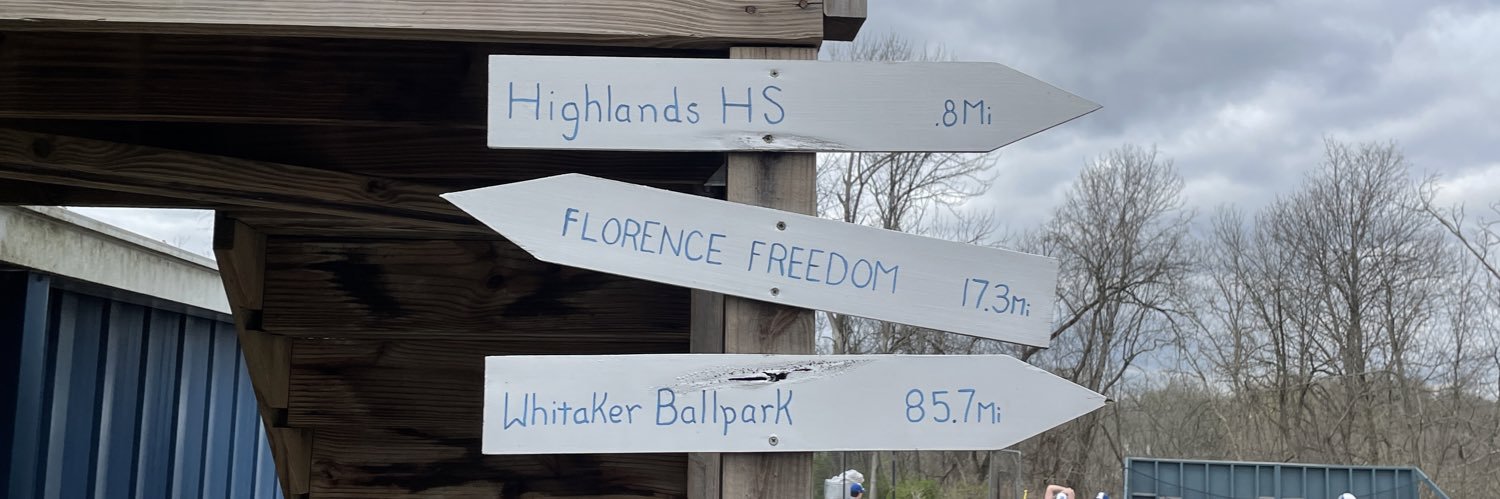 Highlands HS .8Mi
FLORENCE FREEDOM 17.3Mi
Whitaker Ballpark 85.7Mi